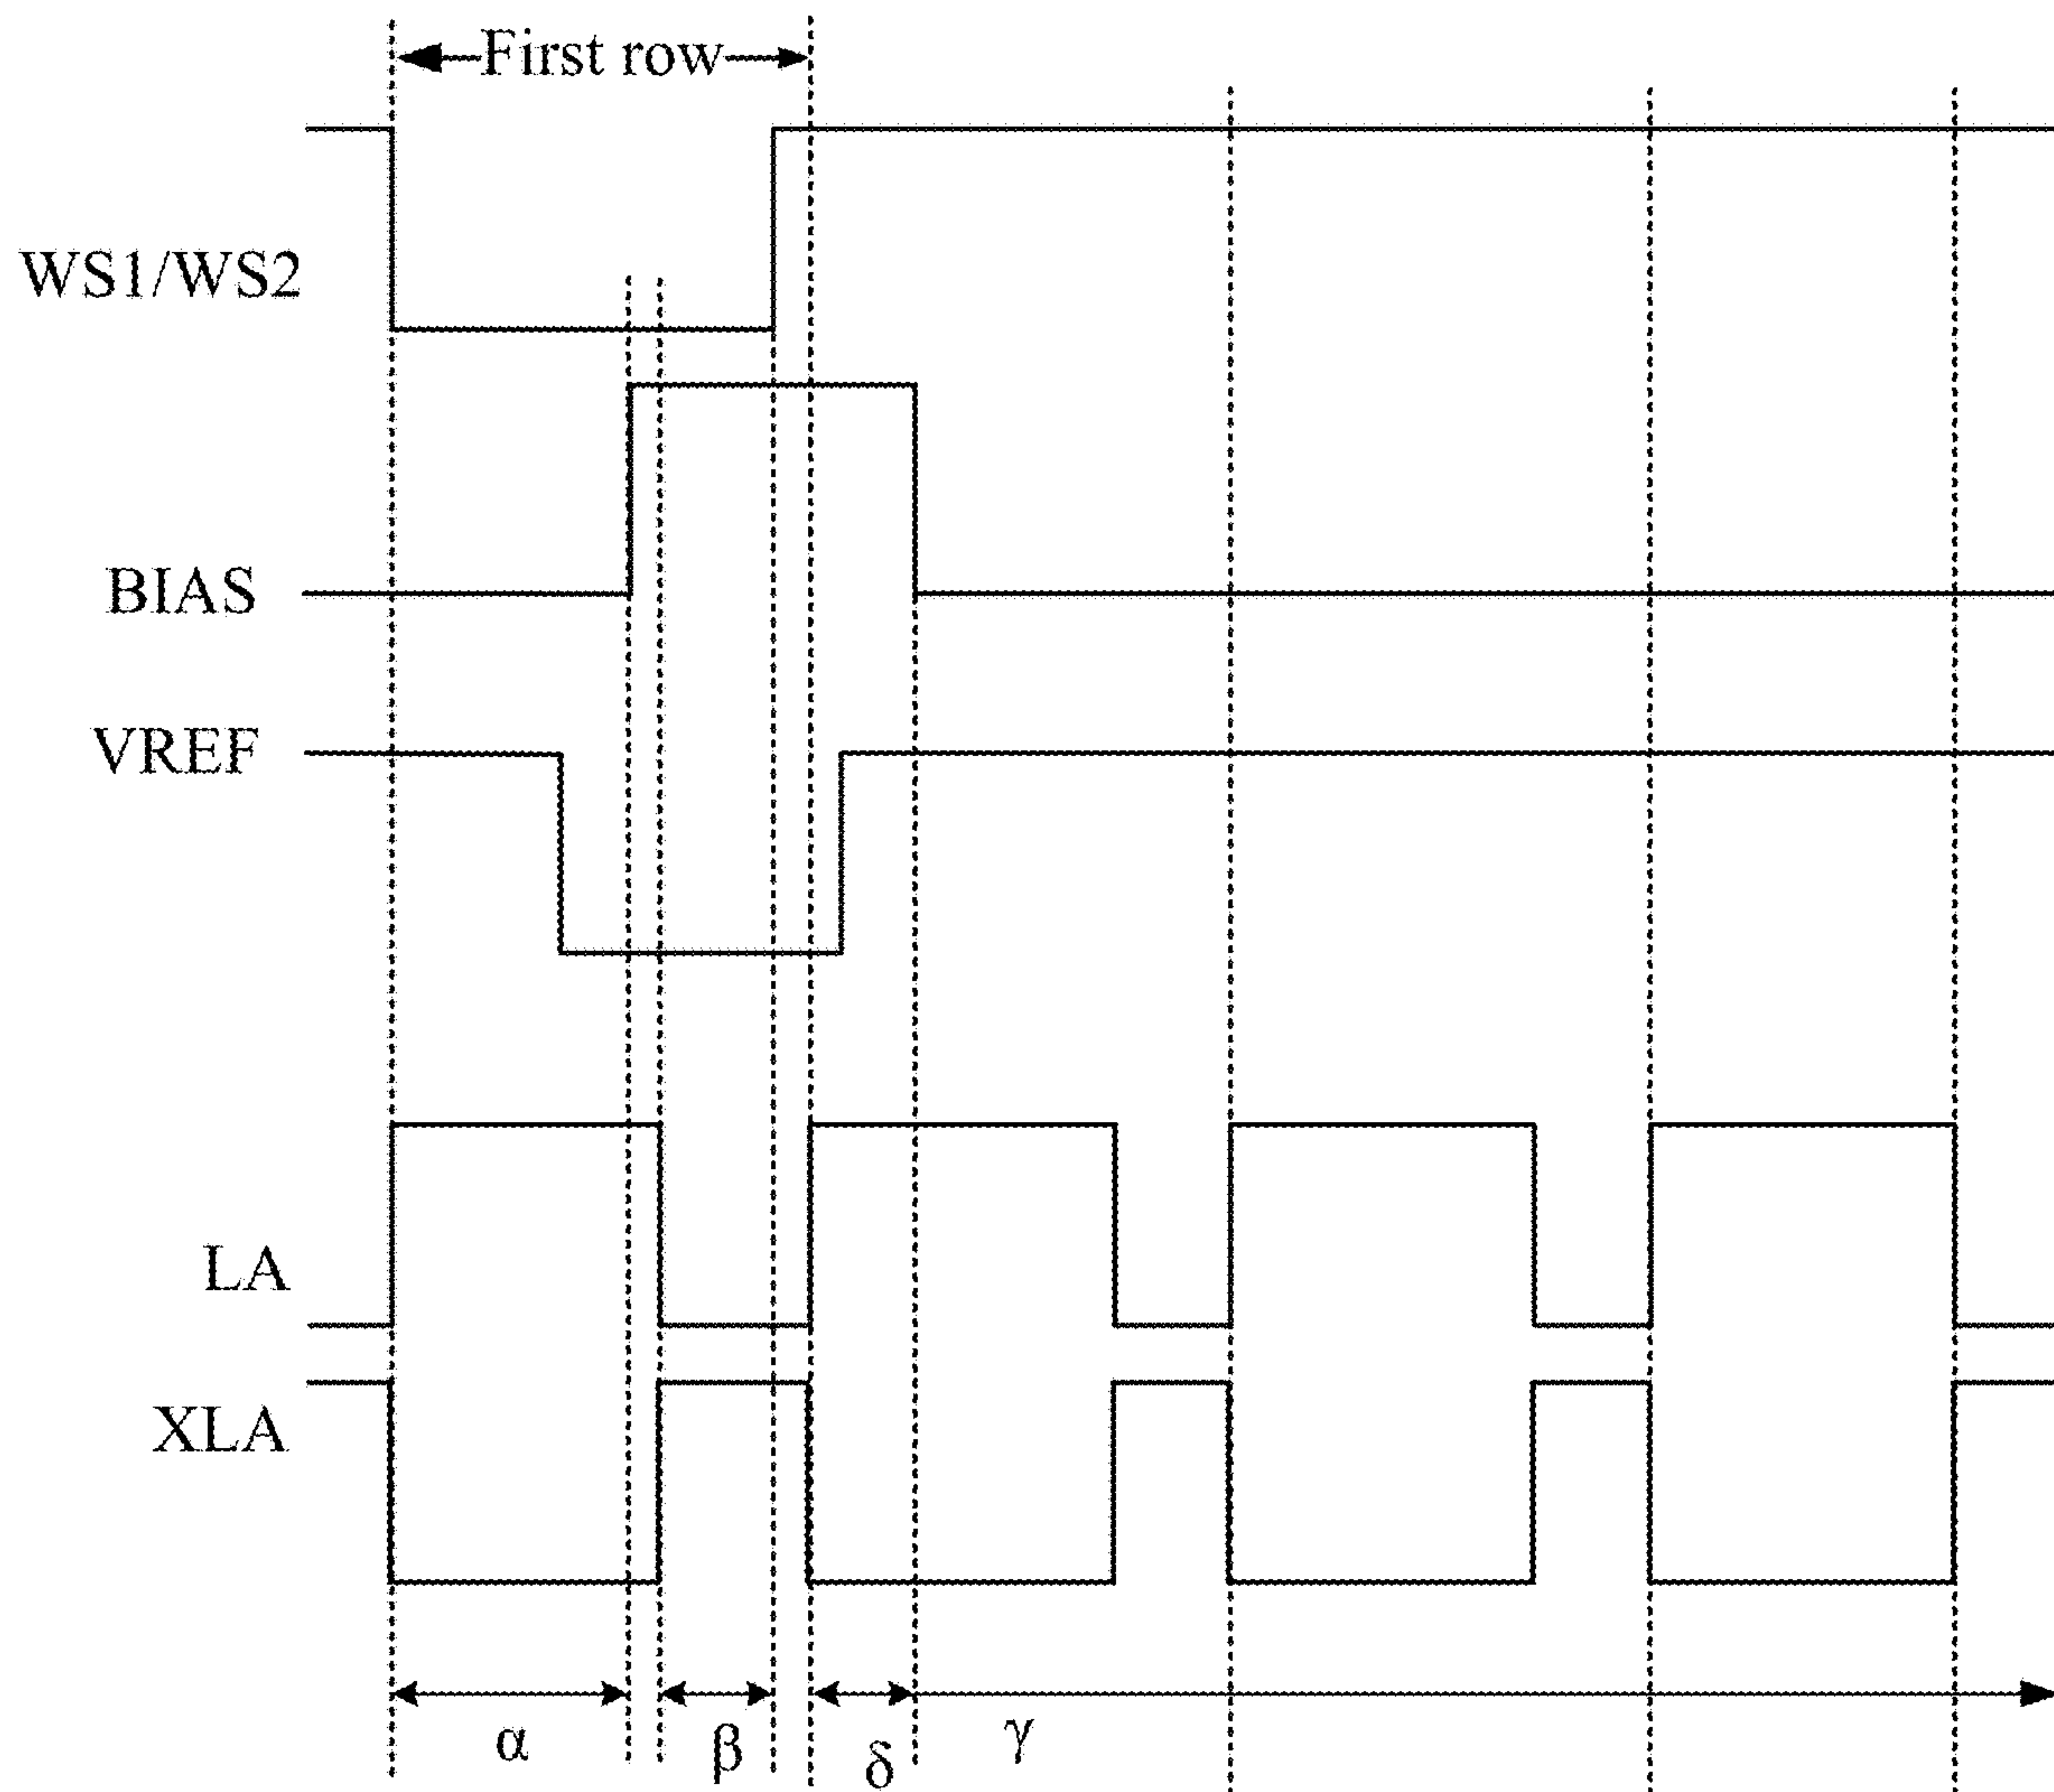 First row
WS1/WS2
BIAS
VREF
LA
XLA
α β δ γ